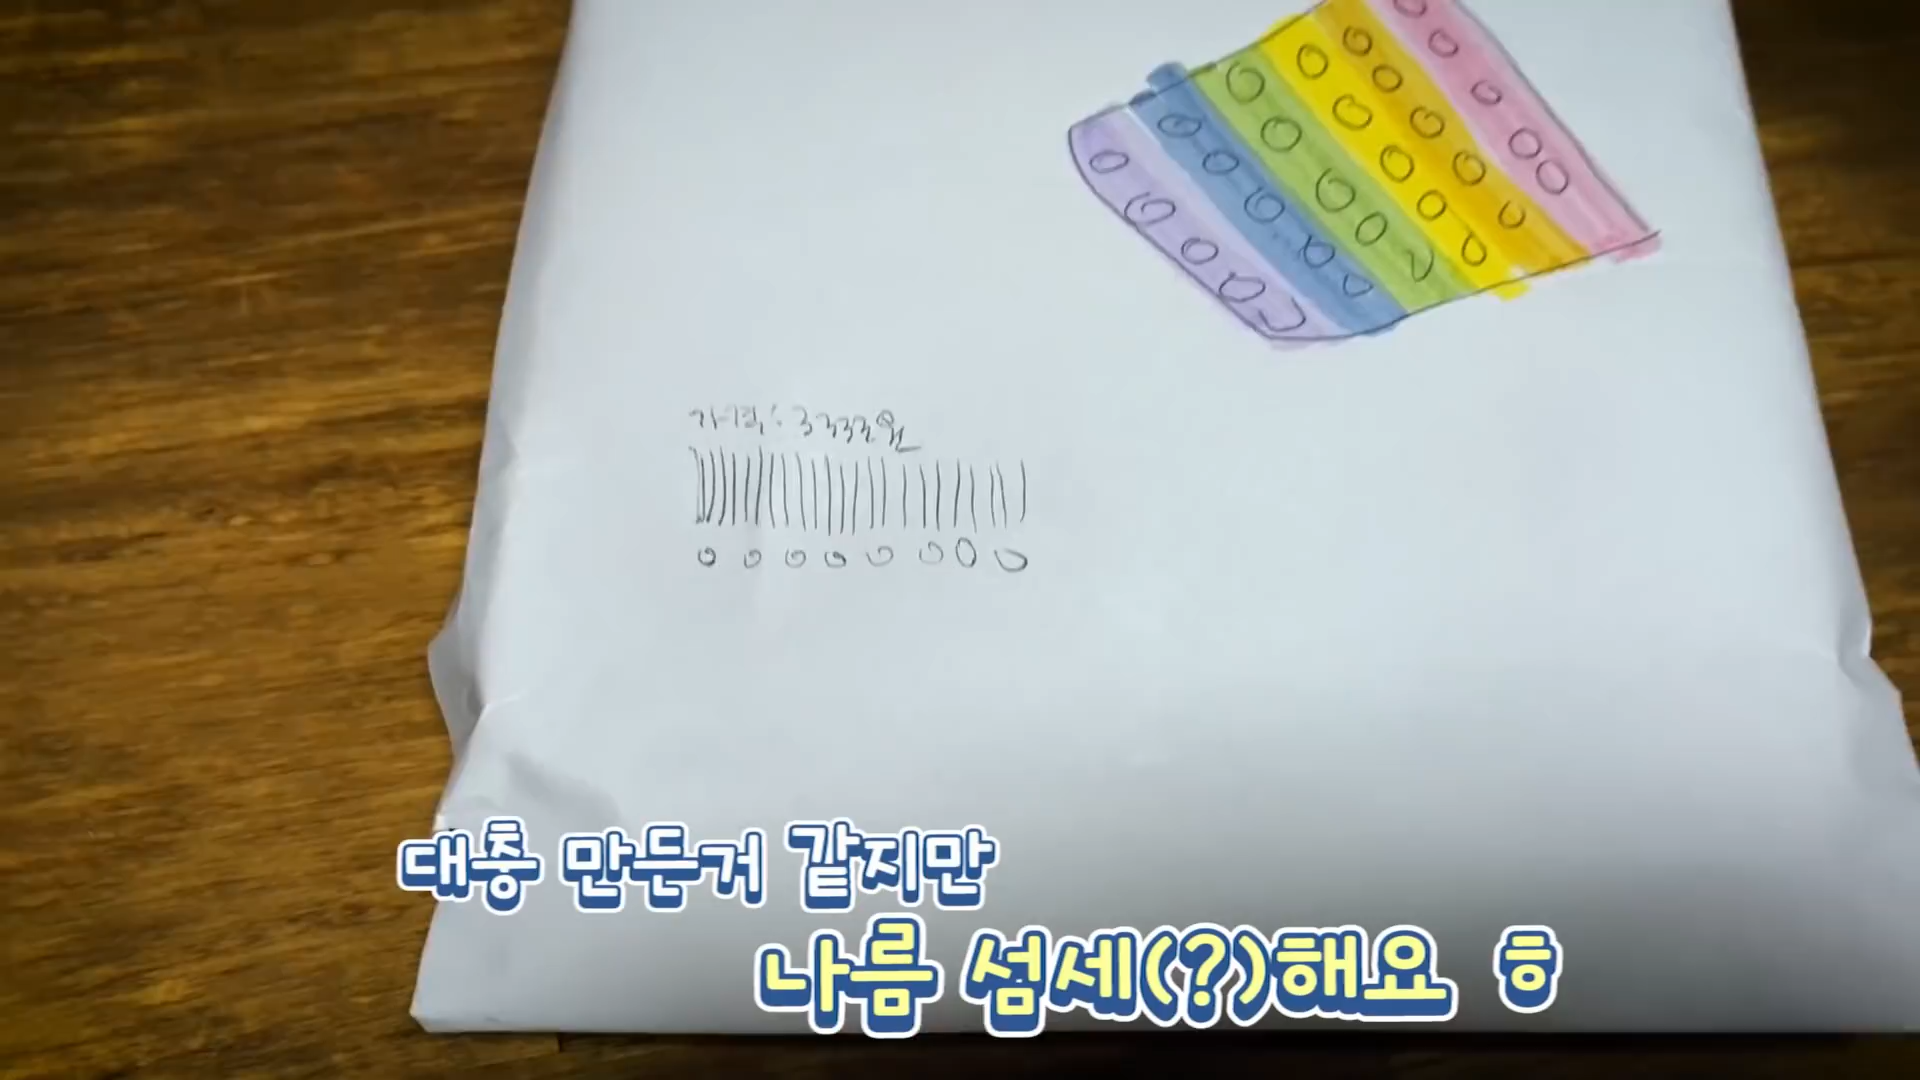 가격: 3333원
대충 만든거 같지만
나름 섬세(?)해요 ㅎ